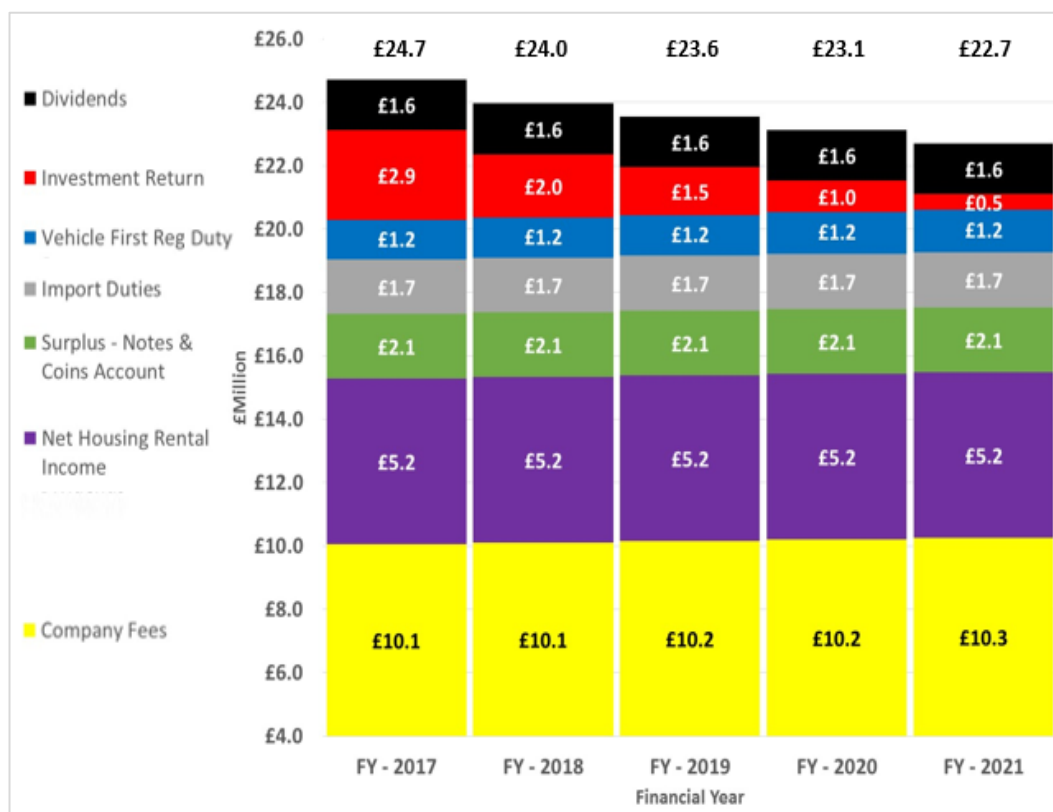 £26.0
£24.7 £24.0 £23.6 £23.1 £22.7
Dividends
£24.0
£1.6 £1.6 £1.6 £1.6 £1.6
£22.0
Investment Return
£2.9 £2.0 £1.5 £1.0 £0.5
£20.0
Vehicle First Reg Duty
£1.2 £1.2 £1.2 £1.2 £1.2
£18.0
Import Duties
£1.7 £1.7 £1.7 £1.7 £1.7
£16.0
Surplus - Notes &
Coins Account
£2.1 £2.1 £2.1 £2.1 £2.1
£Million
£14.0
Net Housing Rental
Income
£5.2 £5.2 £5.2 £5.2 £5.2
£12.0
£10.0
£8.0
Company Fees
£10.1 £10.1 £10.2 £10.2 £10.3
£6.0
£4.0
FY - 2017 FY - 2018 FY - 2019 FY - 2020 FY - 2021
Financial Year